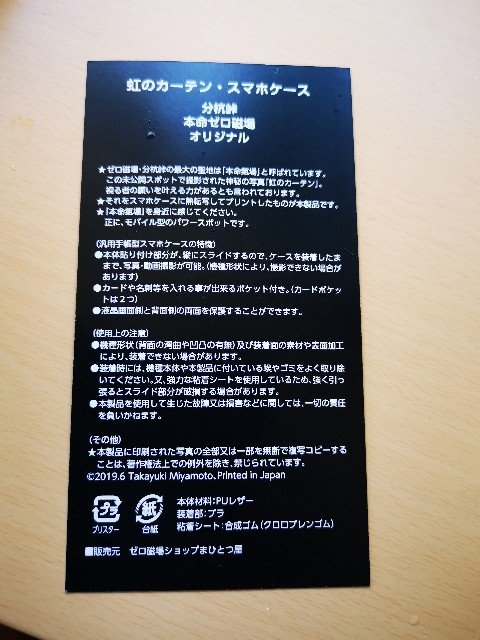 虹のカーテン・スマホケース
分杭峠
本命ゼロ磁場
オリジナル
★ゼロ磁場・分杭峠の最大の聖地は「本命氣場」と呼ばれています。
この未公開スポットで撮影された神秘の写真「虹のカーテン」。
視る者の願いを叶える力があるとも言われております。
★それをスマホケースに熱転写してプリントしたものが本製品です。
★「本命氣場」を身近に感じてください。
正に、モバイル型のパワースポットです。
(汎用手帳型スマホケースの特徴)
●本体貼り付け部分が、縦にスライドするので、ケースを装着したま
まで、写真・動画撮影が可能。(機種形状により、撮影できない場合が
あります)
●カードや名刺等を入れる事が出来るポケット付き。(カードポケッ
トは2つ)
●液晶画面側と背面側の両面を保護することができます。
(使用上の注意)
●機種形状(背面の湾曲や凹凸の有無)及び装着面の素材や表面加工
により、装着できない場合があります。
●装着時には、機種本体や本製品に付いている埃やゴミをよく取り除
いてください。又、強力な粘着シートを使用しているため、強く引っ
張るとスライド部分が破損する場合があります。
●本製品を使用して生じた故障又は損害などに関しては、一切の責任
を負いかねます。
(その他)
★本製品に印刷された写真の全部又は一部を無断で複写コピーする
ことは、著作権法上での例外を除き、禁じられています。
©2019.6 Takayuki Miyamoto.Printed in Japan
プラ
ブリスター
紙
台紙
本体材料:PUレザー
装着部:プラ
粘着シート:合成ゴム(クロロプレンゴム)
■販売元 ゼロ磁場ショップまひとつ屋